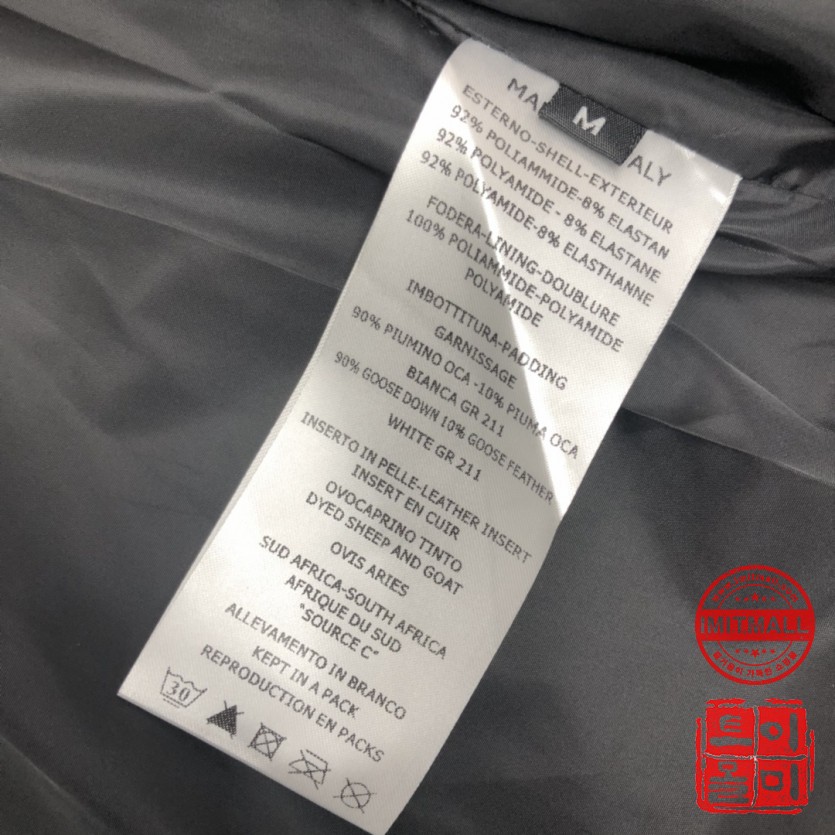 MA
M
ALY
ESTERNO-SHELL-EXTERIEUR
92% POLIAMMIDE-8% ELASTAN
92% POLYAMIDE - 8% ELASTANE
92% POLYAMIDE-8% ELASTHANNE
FODERA-LINING-DOUBLURE
100% POLIAMMIDE-POLYAMIDE
POLYAMIDE
IMBOTTITURA-PADDING
GARNISSAGE
90% PIUMINO OCA -10% PIUMA OCA
BIANCA GR 211
90% GOOSE DOWN 10% GOOSE FEATHER
WHITE GR 211
INSERTO IN PELLE-LEATHER INSERT
INSERT EN CUIR
OVOCAPRINO TINTO
DYED SHEEP AND GOAT
OVIS ARIES
SUD AFRICA-SOUTH AFRICA
AFRIQUE DU SUD
"SOURCE C"
ALLEVAMENTO IN BRANCO
KEPT IN A PACK
REPRODUCTION EN PACKS
30
IMITMALL